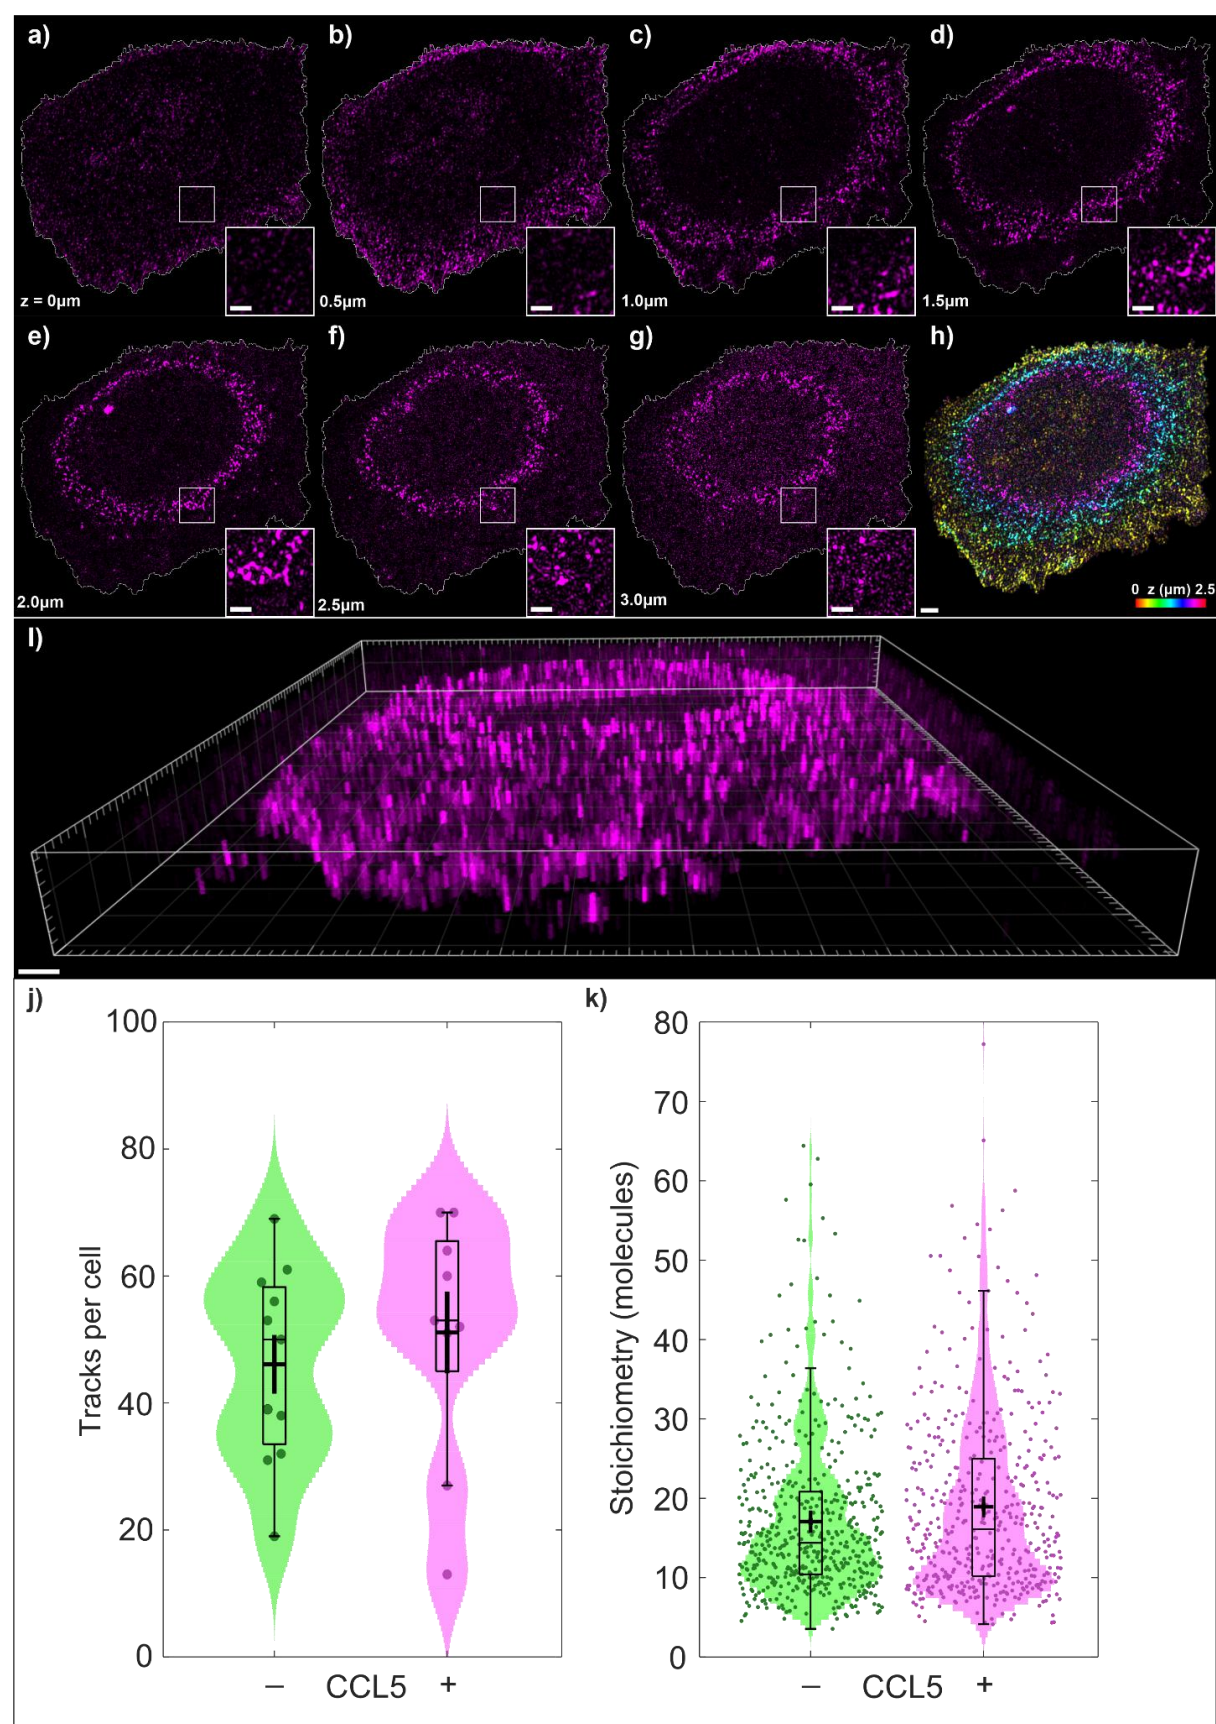 a)
b)
c)
d)
z = 0µm
0.5µm
1.0µm
1.5µm
e)
f)
g)
h)
2.0µm
2.5µm
3.0µm
0 z (µm) 2.5
I)
j)
k)
100
80
60
40
20
0
Tracks per cell
– CCL5 +
80
70
60
50
40
30
20
10
0
Stoichiometry (molecules)
– CCL5 +